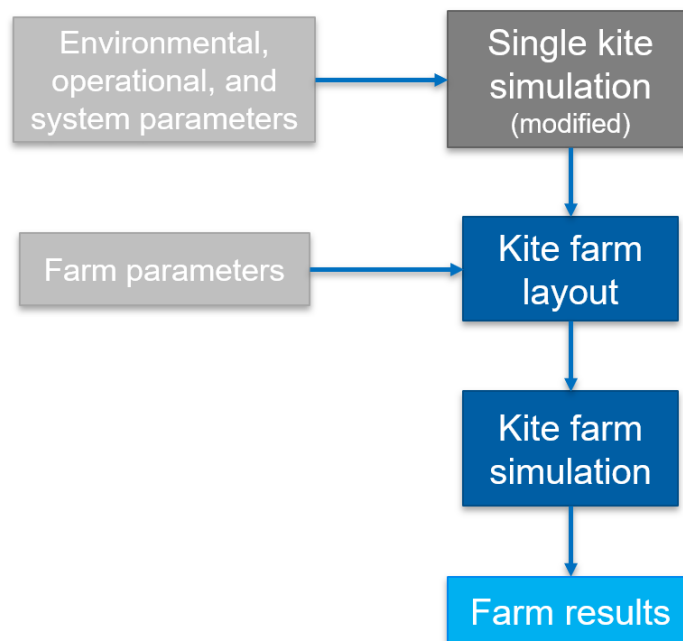 Environmental,
operational, and
system parameters
Single kite
simulation
(modified)
Farm parameters
Kite farm
layout
Kite farm
simulation
Farm results